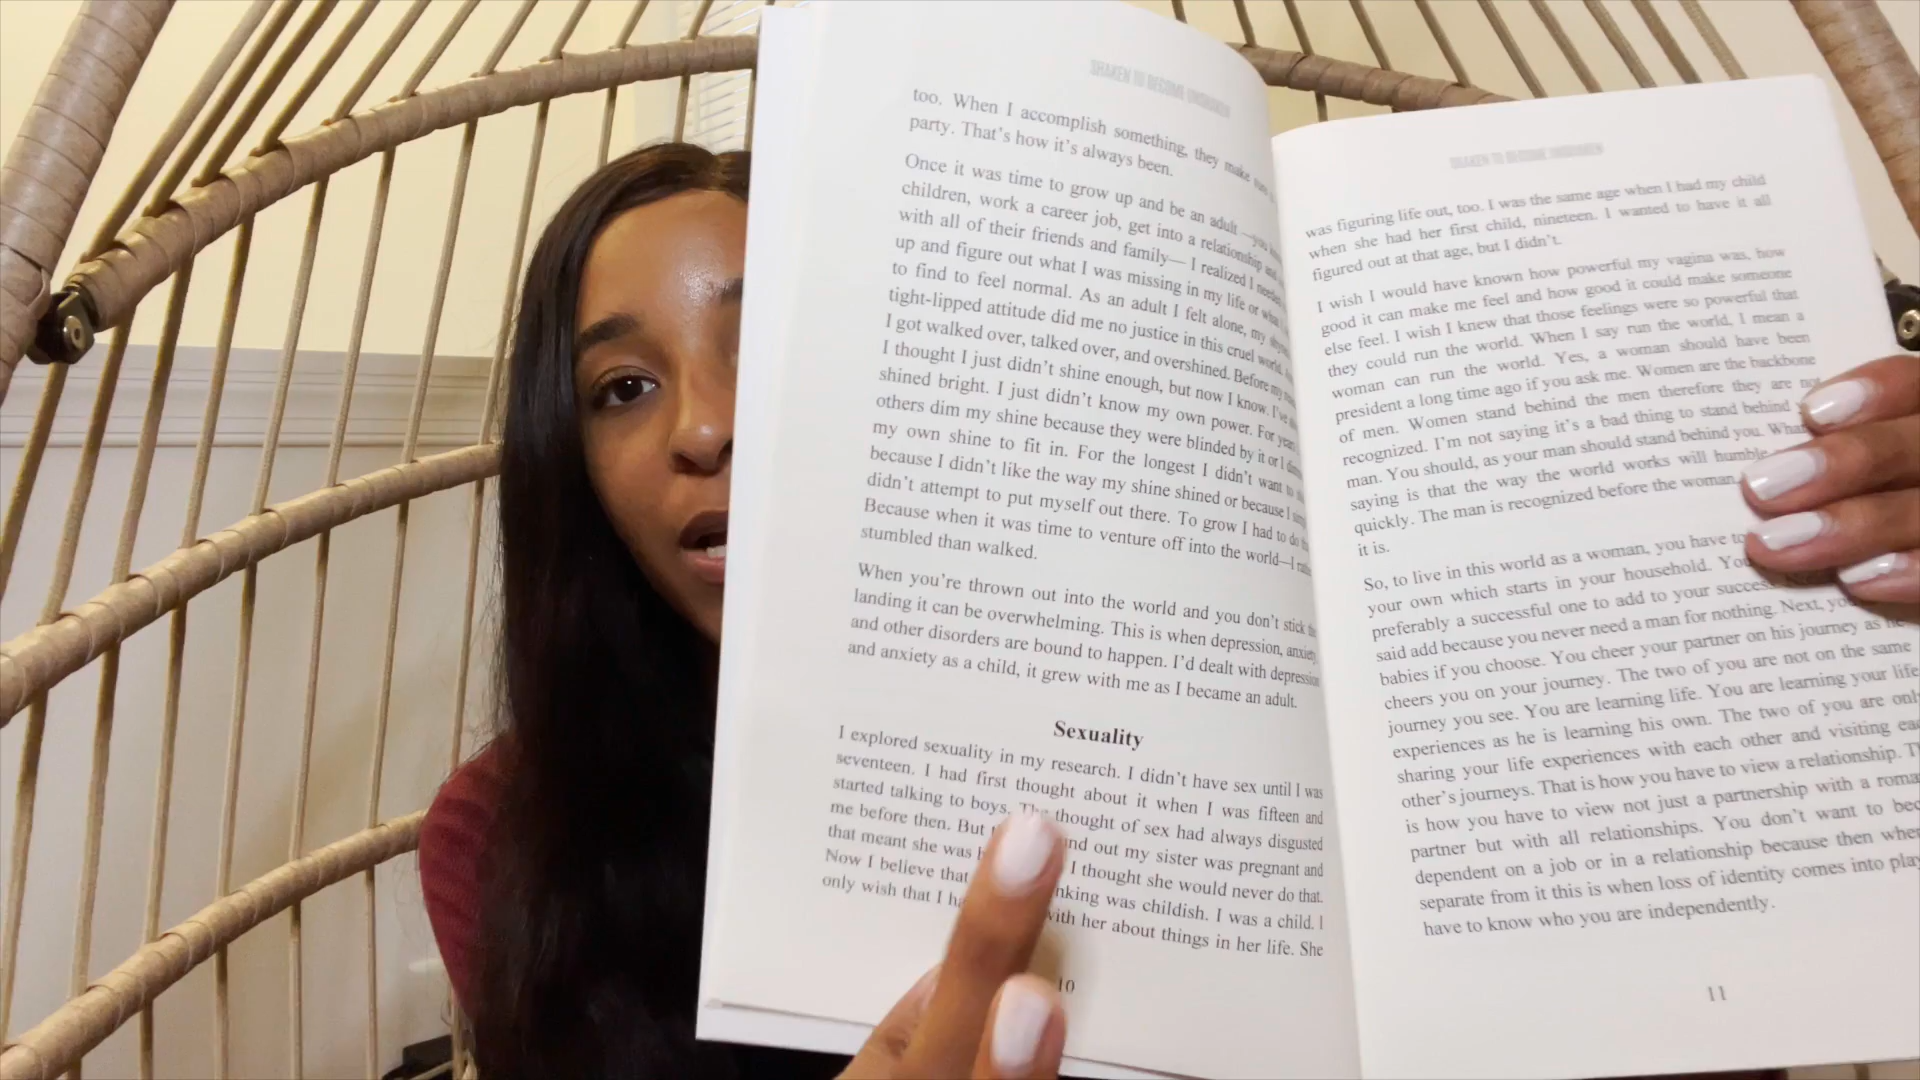 SHAKEN TO BECOME UNSHAKEN
too. When I accomplish something, they make sure
party. That's how it's always been.
Once it was time to grow up and be an adult —you
children, work a career job, get into a relationship and
with all of their friends and family— I realized I needed
up and figure out what I was missing in my life or what I
to find to feel normal. As an adult I felt alone, my
tight-lipped attitude did me no justice in this cruel world.
I got walked over, talked over, and overshined. Before my
I thought I just didn't shine enough, but now I know. I've
shined bright. I just didn't know my own power. For years
others dim my shine because they were blinded by it or I
my own shine to fit in. For the longest I didn't want to
because I didn't like the way my shine shined or because I
didn't attempt to put myself out there. To grow I had to do
Because when it was time to venture off into the world—I
stumbled than walked.
When you're thrown out into the world and you don't stick the
landing it can be overwhelming. This is when depression, anxiety,
and other disorders are bound to happen. I'd dealt with depression
and anxiety as a child, it grew with me as I became an adult.
Sexuality
I explored sexuality in my research. I didn't have sex until I was
seventeen. I had first thought about it when I was fifteen and
started talking to boys. The thought of sex had always disgusted
me before then. But out my sister was pregnant and
that meant she was I thought she would never do that.
Now I believe that was childish. I was a child. I
only wish that I with her about things in her life. She
10
SHAKEN TO BECOME UNSHAKEN
was figuring life out, too. I was the same age when I had my child
when she had her first child, nineteen. I wanted to have it all
figured out at that age, but I didn't.
I wish I would have known how powerful my vagina was, how
good it can make me feel and how good it could make someone
else feel. I wish I knew that those feelings were so powerful that
they could run the world. When I say run the world, I mean a
woman can run the world. Yes, a woman should have been
president a long time ago if you ask me. Women are the backbone
of men. Women stand behind the men therefore they are not
recognized. I'm not saying it's a bad thing to stand behind
man. You should, as your man should stand behind you. What
saying is that the way the world works will humble
quickly. The man is recognized before the woman.
it is.
So, to live in this world as a woman, you have to
your own which starts in your household. You
preferably a successful one to add to your success.
said add because you never need a man for nothing. Next, you
babies if you choose. You cheer your partner on his journey as he
cheers you on your journey. The two of you are not on the same
journey you see. You are learning life. You are learning your life
experiences as he is learning his own. The two of you are only
sharing your life experiences with each other and visiting each
other's journeys. That is how you have to view a relationship.
is how you have to view not just a partnership with a
partner but with all relationships. You don't want to
dependent on a job or in a relationship because then
separate from it this is when loss of identity comes into
have to know who you are independently.
11